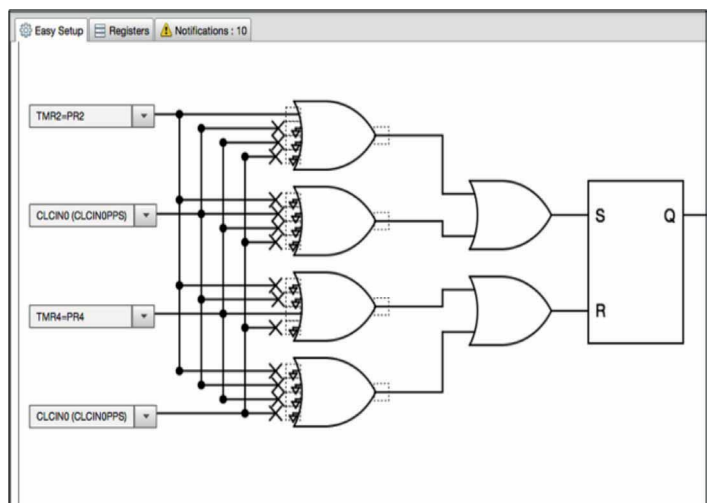 Easy Setup Registers Notifications : 10
TMR2=PR2
CLCIN0 (CLCIN0PPS)
S Q
TMR4=PR4
R
CLCIN0 (CLCIN0PPS)